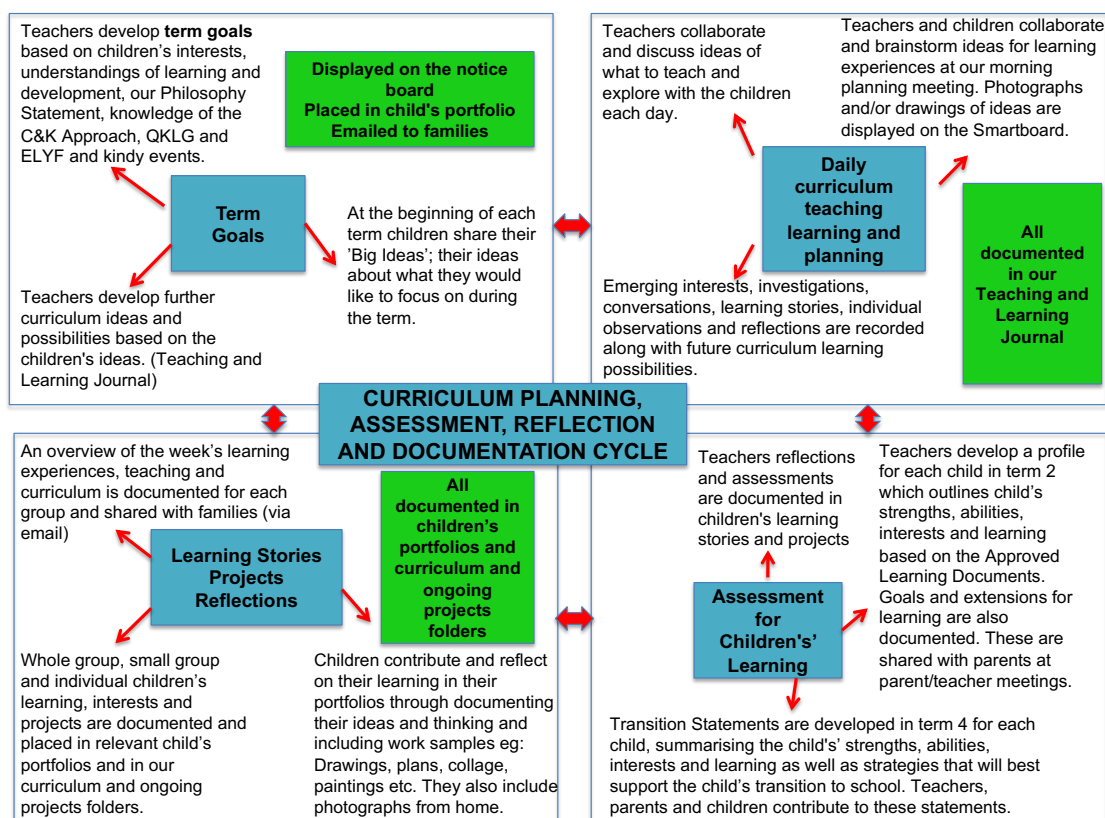 Teachers develop term goals
based on children’s interests,
understandings of learning and
development, our Philosophy
Statement, knowledge of the
C&K Approach, QKLG and
ELYF and kindy events.
Displayed on the notice
board
Placed in child's portfolio
Emailed to families
Term
Goals
At the beginning of each
term children share their
'Big Ideas'; their ideas
about what they would
like to focus on during
the term.
Teachers develop further
curriculum ideas and
possibilities based on the
children's ideas. (Teaching and
Learning Journal)
Teachers collaborate
and discuss ideas of
what to teach and
explore with the children
each day.
Teachers and children collaborate
and brainstorm ideas for learning
experiences at our morning
planning meeting. Photographs
and/or drawings of ideas are
displayed on the Smartboard.
Daily
curriculum
teaching
learning and
planning
All
documented
in our
Teaching and
Learning
Journal
Emerging interests, investigations,
conversations, learning stories, individual
observations and reflections are recorded
along with future curriculum learning
possibilities.
CURRICULUM PLANNING,
ASSESSMENT, REFLECTION
AND DOCUMENTATION CYCLE
An overview of the week’s learning
experiences, teaching and
curriculum is documented for each
group and shared with families (via
email)
All
documented in
children’s
portfolios and
curriculum and
ongoing
projects
folders
Learning Stories
Projects
Reflections
Whole group, small group
and individual children’s
learning, interests and
projects are documented and
placed in relevant child’s
portfolios and in our
curriculum and ongoing
projects folders.
Children contribute and reflect
on their learning in their
portfolios through documenting
their ideas and thinking and
including work samples eg:
Drawings, plans, collage,
paintings etc. They also include
photographs from home.
Teachers reflections
and assessments
are documented in
children's learning
stories and projects
Teachers develop a profile
for each child in term 2
which outlines child’s
strengths, abilities,
interests and learning
based on the Approved
Learning Documents.
Goals and extensions for
learning are also
documented. These are
shared with parents at
parent/teacher meetings.
Assessment
for
Children's’
Learning
Transition Statements are developed in term 4 for each
child, summarising the child's’ strengths, abilities,
interests and learning as well as strategies that will best
support the child’s transition to school. Teachers,
parents and children contribute to these statements.